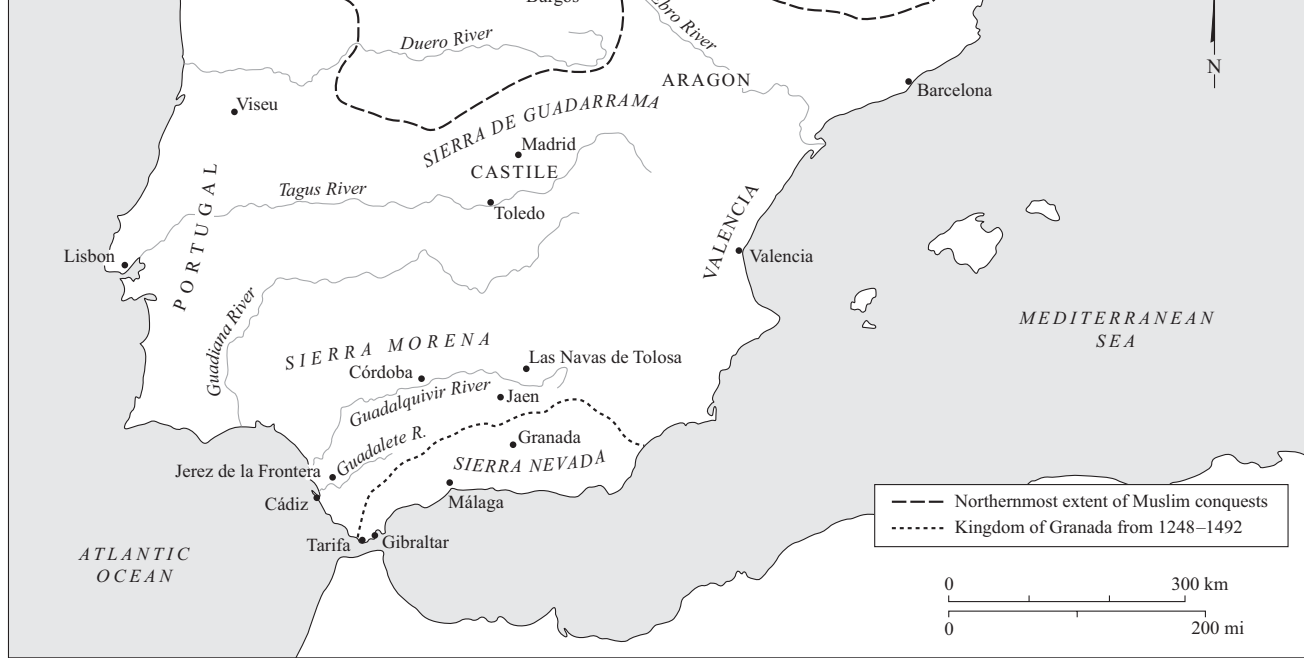 Burgos
Ebro River
Duero River
N
ARAGON
Barcelona
Viseu
SIERRA DE GUADARRAMA
Madrid
CASTILE
Tagus River
Toledo
PORTUGAL
VALENCIA
Lisbon
Valencia
Guadiana River
MEDITERRANEAN
SEA
SIERRA MORENA
Las Navas de Tolosa
Córdoba
Guadalquivir River
Jaen
Guadalete R.
Granada
SIERRA NEVADA
Jerez de la Frontera
Cádiz
Málaga
Northernmost extent of Muslim conquests
Kingdom of Granada from 1248–1492
Tarifa
Gibraltar
ATLANTIC
OCEAN
0 300 km
0 200 mi